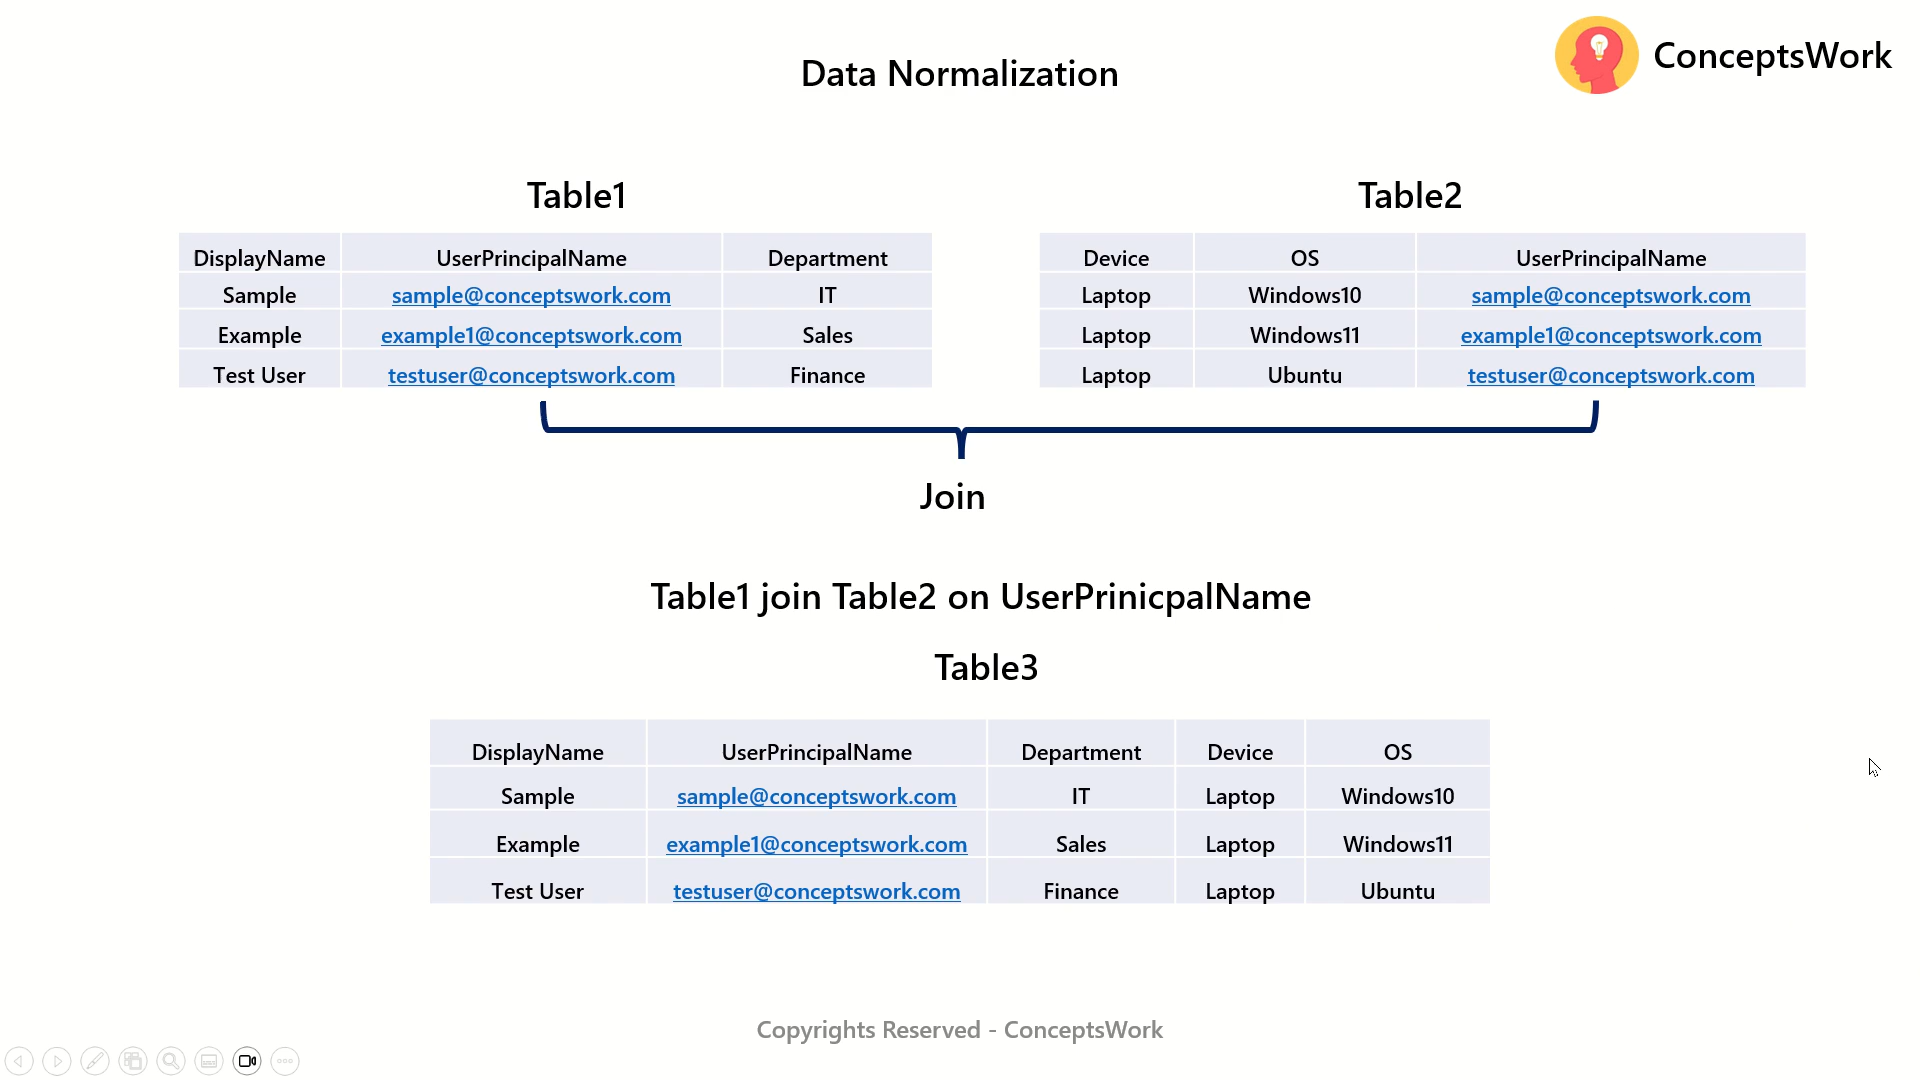 ConceptsWork
Data Normalization
Table1
DisplayName UserPrincipalName Department
Sample sample@conceptswork.com IT
Example example1@conceptswork.com Sales
Test User testuser@conceptswork.com Finance
Table2
Device OS UserPrincipalName
Laptop Windows10 sample@conceptswork.com
Laptop Windows11 example1@conceptswork.com
Laptop Ubuntu testuser@conceptswork.com
Join
Table1 join Table2 on UserPrinicpalName
Table3
DisplayName UserPrincipalName Department Device OS
Sample sample@conceptswork.com IT Laptop Windows10
Example example1@conceptswork.com Sales Laptop Windows11
Test User testuser@conceptswork.com Finance Laptop Ubuntu
Copyrights Reserved - ConceptsWork